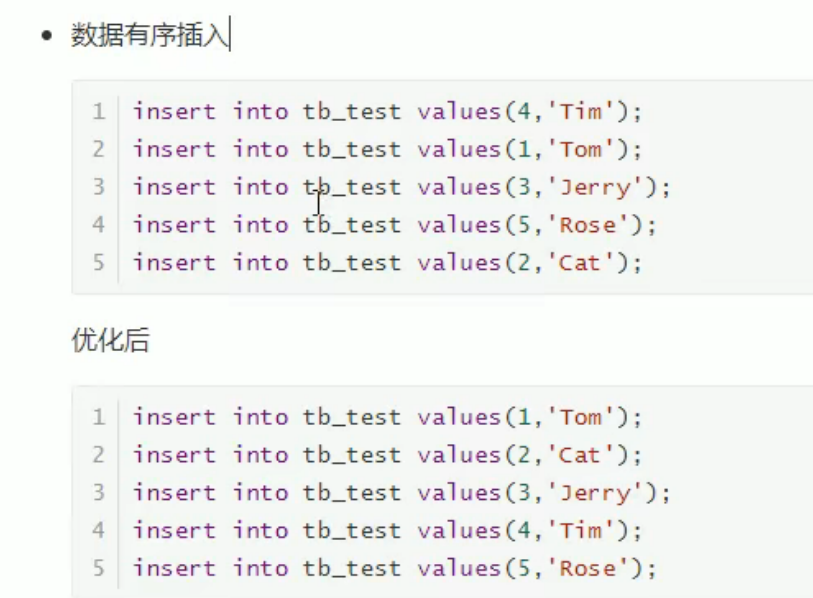 数据有序插入
1 insert into tb_test values(4,'Tim');
2 insert into tb_test values(1,'Tom');
3 insert into tb_test values(3,'Jerry');
4 insert into tb_test values(5,'Rose');
5 insert into tb_test values(2,'Cat');
优化后
1 insert into tb_test values(1,'Tom');
2 insert into tb_test values(2,'Cat');
3 insert into tb_test values(3,'Jerry');
4 insert into tb_test values(4,'Tim');
5 insert into tb_test values(5,'Rose');